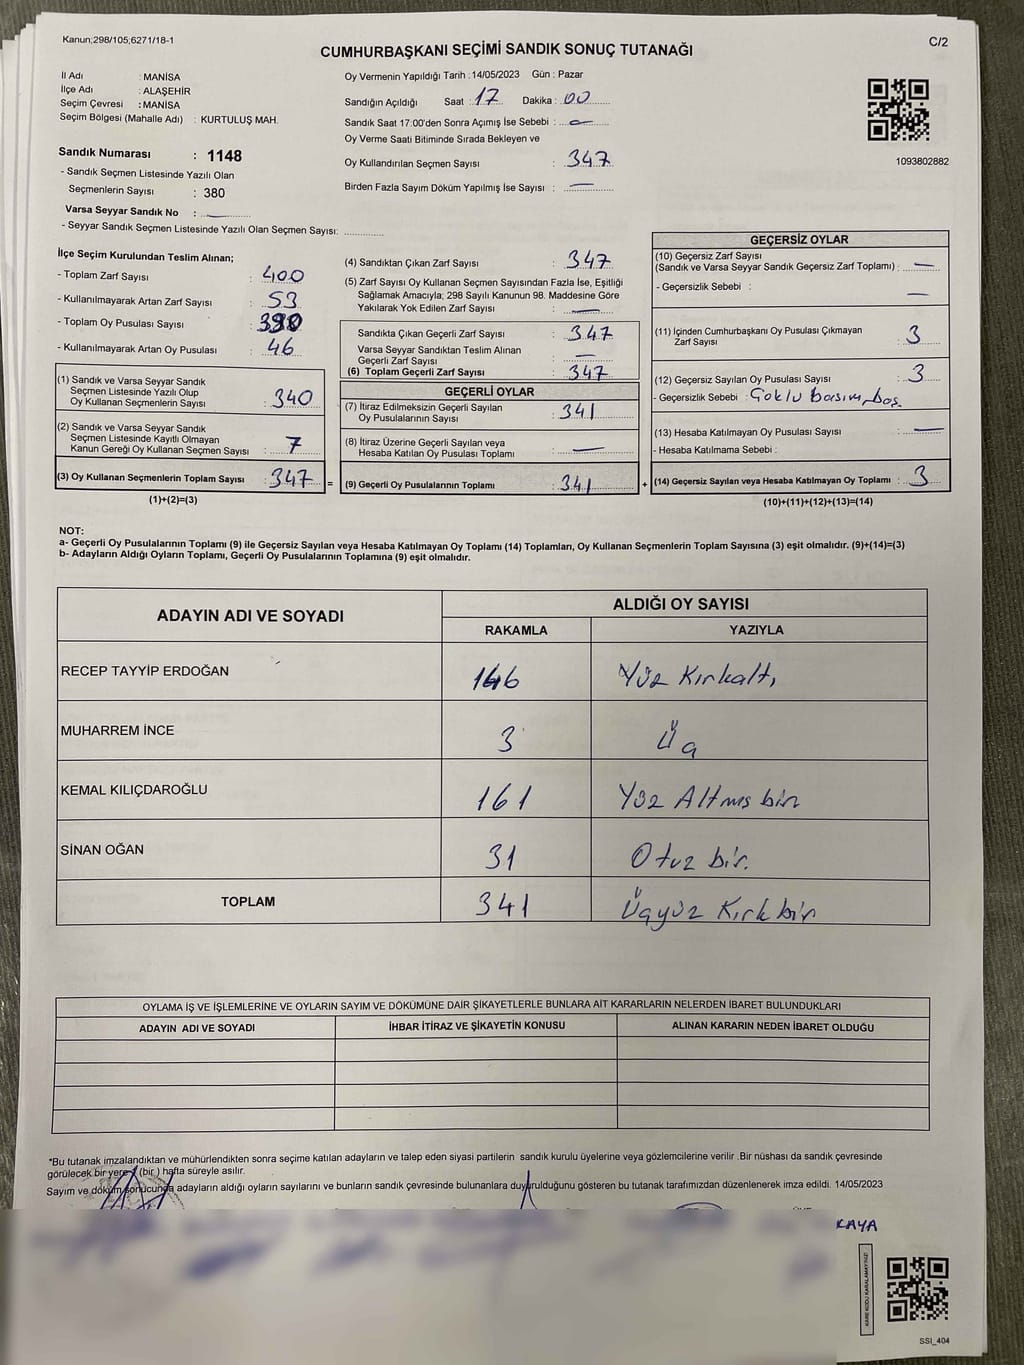 Kanun;298/105;6271/18-1
C/2
CUMHURBAŞKANI SEÇİMİ SANDIK SONUÇ TUTANAĞI
İl Adı : MANİSA
İlçe Adı : ALAŞEHİR
Seçim Çevresi : MANİSA
Seçim Bölgesi (Mahalle Adı) : KURTULUŞ MAH.
Sandık Numarası : 1148
- Sandık Seçmen Listesinde Yazılı Olan
Seçmenlerin Sayısı : 380
Varsa Seyyar Sandık No :
- Seyyar Sandık Seçmen Listesinde Yazılı Olan Seçmen Sayısı:
Oy Vermenin Yapıldığı Tarih :14/05/2023 Gün : Pazar
Sandığın Açıldığı Saat : 17 Dakika : 00
Sandık Saat 17:00'den Sonra Açımış İse Sebebi :
Oy Verme Saati Bitiminde Sırada Bekleyen ve
Oy Kullandırılan Seçmen Sayısı : 347
Birden Fazla Sayım Döküm Yapılmış İse Sayısı : —
1093802882
İlçe Seçim Kurulundan Teslim Alınan;
- Toplam Zarf Sayısı : 400
- Kullanılmayarak Artan Zarf Sayısı : 53
- Toplam Oy Pusulası Sayısı :
- Kullanılmayarak Artan Oy Pusulası : 46
(1) Sandık ve Varsa Seyyar Sandık
Seçmen Listesinde Yazılı Olup
Oy Kullanan Seçmenlerin Sayısı : 340
(2) Sandık ve Varsa Seyyar Sandık
Seçmen Listesinde Kayıtlı Olmayan
Kanun Gereği Oy Kullanan Seçmen Sayısı : 7
(3) Oy Kullanan Seçmenlerin Toplam Sayısı : 347 =
(1)+(2)=(3)
(4) Sandıktan Çıkan Zarf Sayısı : 347
(5) Zarf Sayısı Oy Kullanan Seçmen Sayısından Fazla İse, Eşitliği
Sağlamak Amacıyla; 298 Sayılı Kanunun 98. Maddesine Göre
Yakılarak Yok Edilen Zarf Sayısı : —
Sandıkta Çıkan Geçerli Zarf Sayısı : 347
Varsa Seyyar Sandıktan Teslim Alınan
Geçerli Zarf Sayısı : —
(6) Toplam Geçerli Zarf Sayısı : 347
GEÇERLİ OYLAR
(7) İtiraz Edilmeksizin Geçerli Sayılan
Oy Pusulalarının Sayısı : 341
(8) İtiraz Üzerine Geçerli Sayılan veya
Hesaba Katılan Oy Pusulası Toplamı : —
(9) Geçerli Oy Pusulalarının Toplamı : 341 +
GEÇERSİZ OYLAR
(10) Geçersiz Zarf Sayısı
(Sandık ve Varsa Seyyar Sandık Geçersiz Zarf Toplamı) : —
- Geçersizlik Sebebi : —
(11) İçinden Cumhurbaşkanı Oy Pusulası Çıkmayan
Zarf Sayısı : 3
(12) Geçersiz Sayılan Oy Pusulası Sayısı : 3
- Geçersizlik Sebebi :
(13) Hesaba Katılmayan Oy Pusulası Sayısı : —
- Hesaba Katılmama Sebebi :
(14) Geçersiz Sayılan veya Hesaba Katılmayan Oy Toplamı : 3
(10)+(11)+(12)+(13)=(14)
NOT:
a- Geçerli Oy Pusulalarının Toplamı (9) ile Geçersiz Sayılan veya Hesaba Katılmayan Oy Toplamı (14) Toplamları, Oy Kullanan Seçmenlerin Toplam Sayısına (3) eşit olmalıdır. (9)+(14)=(3)
b- Adayların Aldığı Oyların Toplamı, Geçerli Oy Pusulalarının Toplamına (9) eşit olmalıdır.
ADAYIN ADI VE SOYADI ALDIĞI OY SAYISI
RAKAMLA YAZIYLA
RECEP TAYYİP ERDOĞAN 146 Yüz Kırkaltı
MUHARREM İNCE 3 Üç
KEMAL KILIÇDAROĞLU 161 Yüz Altmış bir
SİNAN OĞAN 31 Otuz bir.
TOPLAM 341 Üçyüz Kırk bir
OYLAMA İŞ VE İŞLEMLERİNE VE OYLARIN SAYIM VE DÖKÜMÜNE DAİR ŞİKAYETLERLE BUNLARA AİT KARARLARIN NELERDEN İBARET BULUNDUKLARI
ADAYIN ADI VE SOYADI İHBAR İTİRAZ VE ŞİKAYETİN KONUSU ALINAN KARARIN NEDEN İBARET OLDUĞU
*Bu tutanak imzalandıktan ve mühürlendikten sonra seçime katılan adayların ve talep eden siyasi partilerin sandık kurulu üyelerine veya gözlemcilerine verilir .Bir nüshası da sandık çevresinde
görülecek bir yere 1 (bir ) hafta süreyle asılır.
Sayım ve döküm sonucunda adayların aldığı oyların sayılarını ve bunların sandık çevresinde bulunanlara duyurulduğunu gösteren bu tutanak tarafımızdan düzenlenerek imza edildi. 14/05/2023
KAYA
KARE KODU KARALAMAYINIZ!
SSI_404